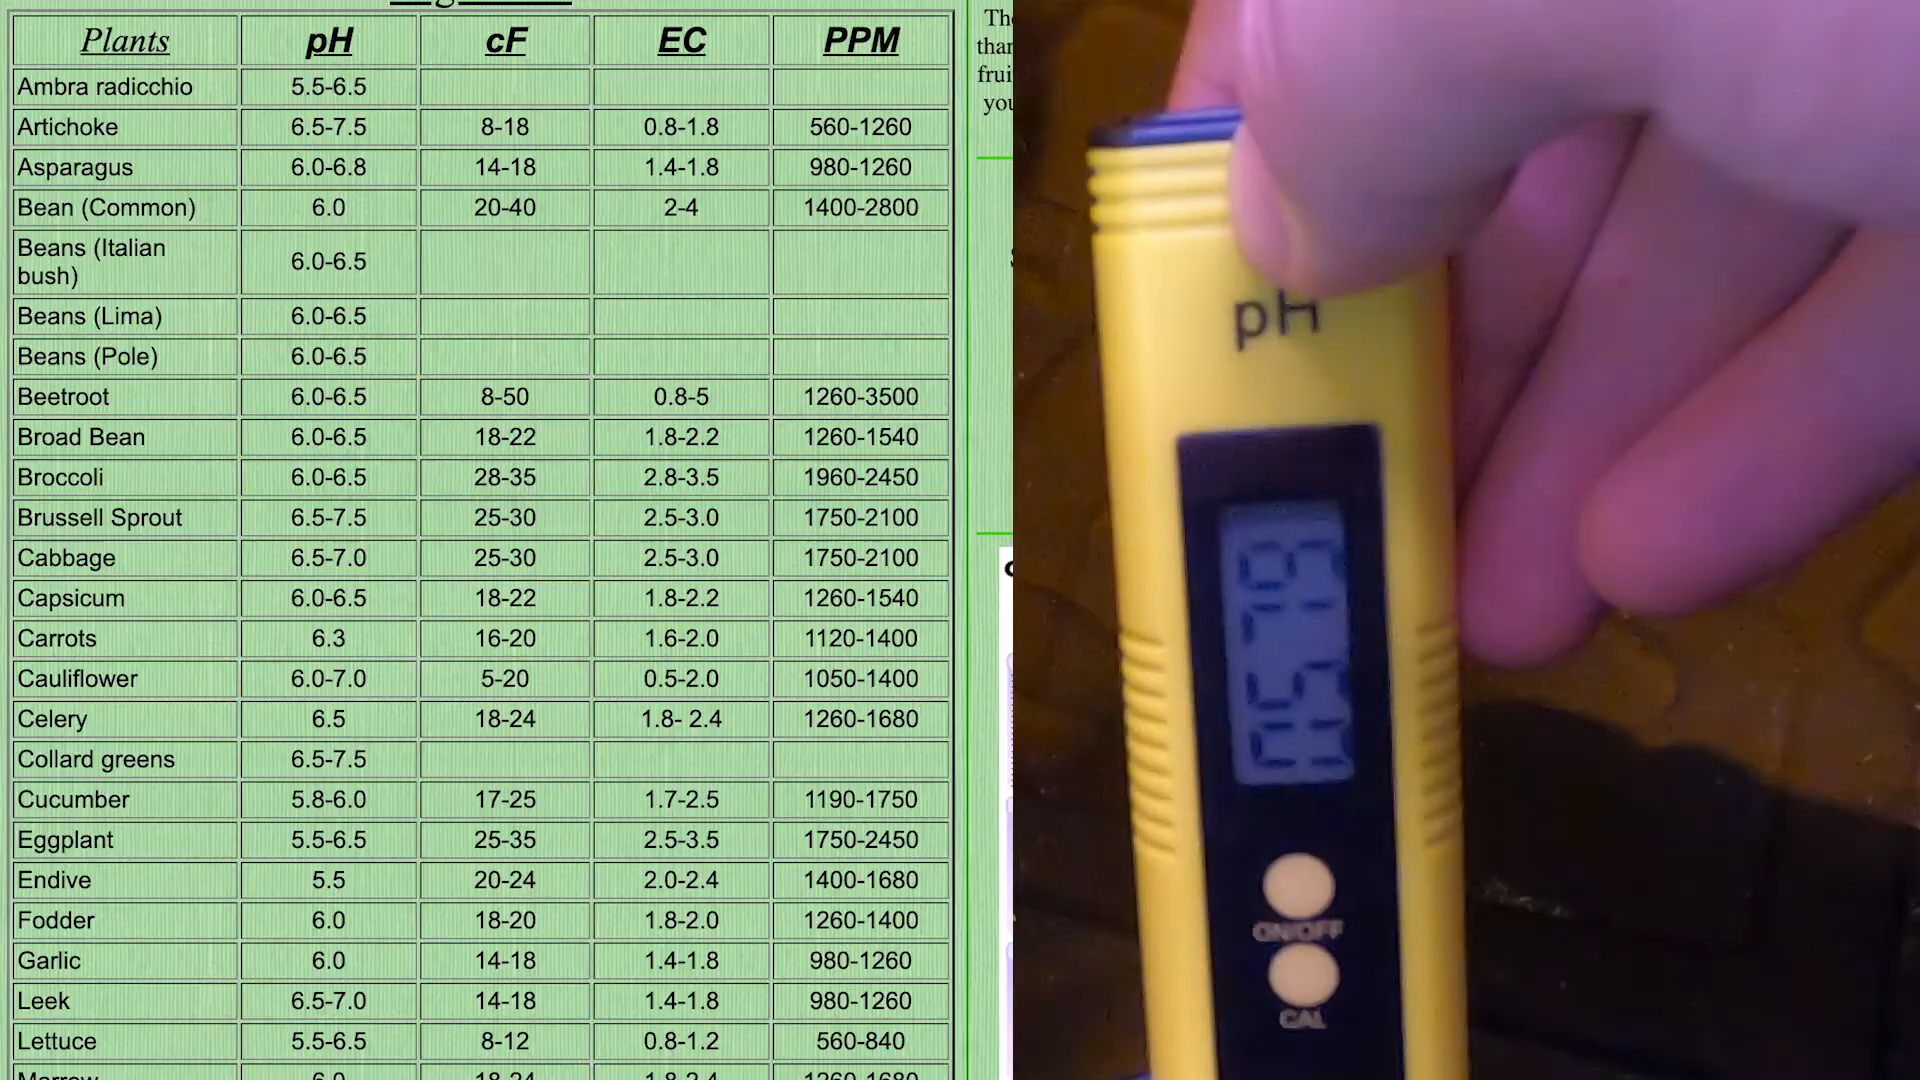 Plants pH cF EC PPM
Ambra radicchio 5.5-6.5
Artichoke 6.5-7.5 8-18 0.8-1.8 560-1260
Asparagus 6.0-6.8 14-18 1.4-1.8 980-1260
Bean (Common) 6.0 20-40 2-4 1400-2800
Beans (Italian
bush) 6.0-6.5
Beans (Lima) 6.0-6.5
Beans (Pole) 6.0-6.5
Beetroot 6.0-6.5 8-50 0.8-5 1260-3500
Broad Bean 6.0-6.5 18-22 1.8-2.2 1260-1540
Broccoli 6.0-6.5 28-35 2.8-3.5 1960-2450
Brussell Sprout 6.5-7.5 25-30 2.5-3.0 1750-2100
Cabbage 6.5-7.0 25-30 2.5-3.0 1750-2100
Capsicum 6.0-6.5 18-22 1.8-2.2 1260-1540
Carrots 6.3 16-20 1.6-2.0 1120-1400
Cauliflower 6.0-7.0 5-20 0.5-2.0 1050-1400
Celery 6.5 18-24 1.8- 2.4 1260-1680
Collard greens 6.5-7.5
Cucumber 5.8-6.0 17-25 1.7-2.5 1190-1750
Eggplant 5.5-6.5 25-35 2.5-3.5 1750-2450
Endive 5.5 20-24 2.0-2.4 1400-1680
Fodder 6.0 18-20 1.8-2.0 1260-1400
Garlic 6.0 14-18 1.4-1.8 980-1260
Leek 6.5-7.0 14-18 1.4-1.8 980-1260
Lettuce 5.5-6.5 8-12 0.8-1.2 560-840
pH
ON/OFF
CAL